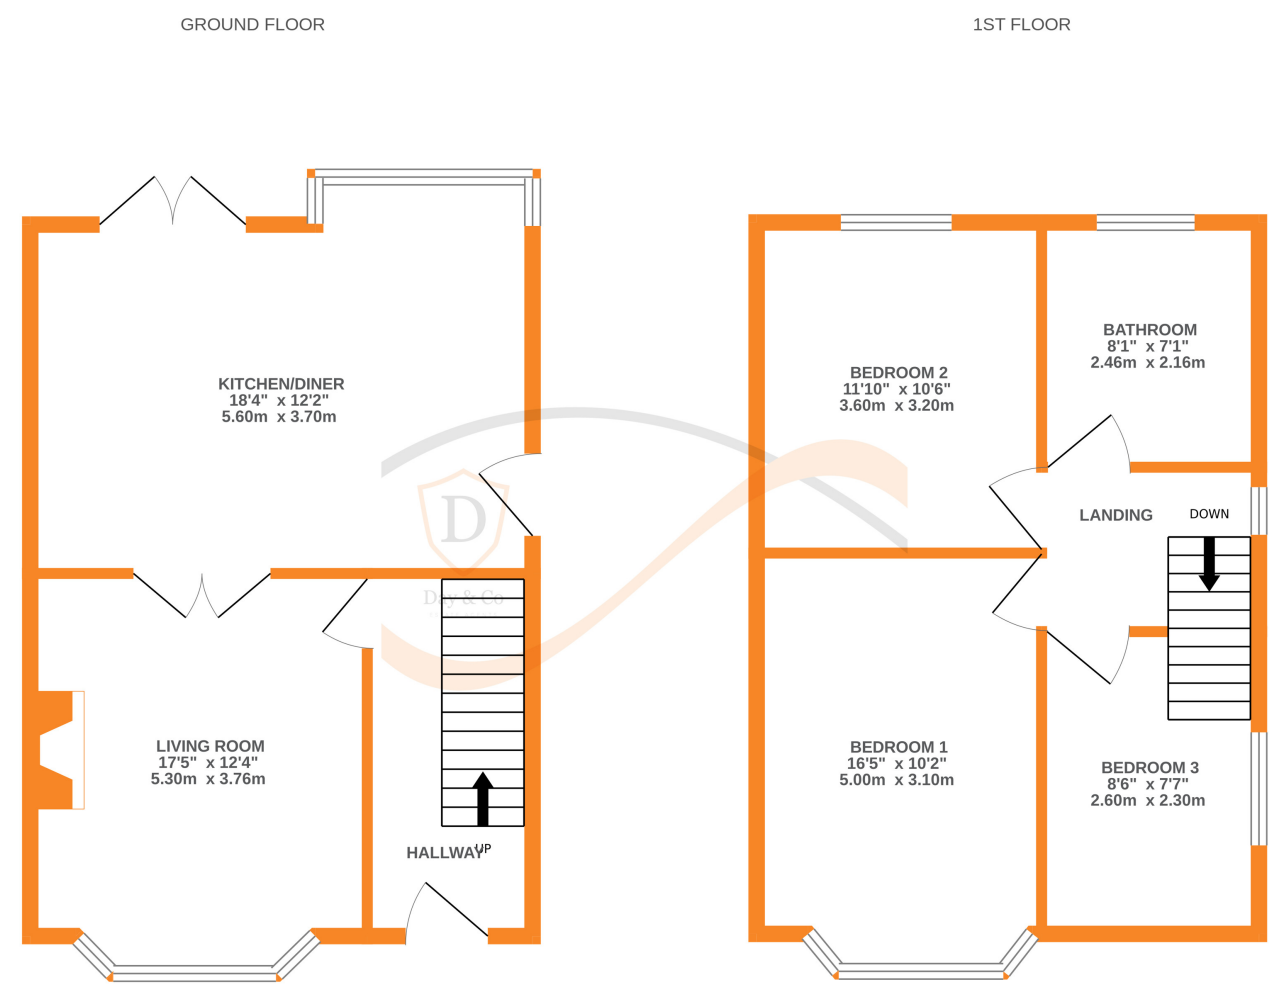 GROUND FLOOR
KITCHEN/DINER
18'4" x 12'2"
5.60m x 3.70m
D
Day & Co
LIVING ROOM
17'5" x 12'4"
5.30m x 3.76m
HALLWAY
UP
1ST FLOOR
BATHROOM
8'1" x 7'1"
2.46m x 2.16m
BEDROOM 2
11'10" x 10'6"
3.60m x 3.20m
LANDING
DOWN
BEDROOM 1
16'5" x 10'2"
5.00m x 3.10m
BEDROOM 3
8'6" x 7'7"
2.60m x 2.30m